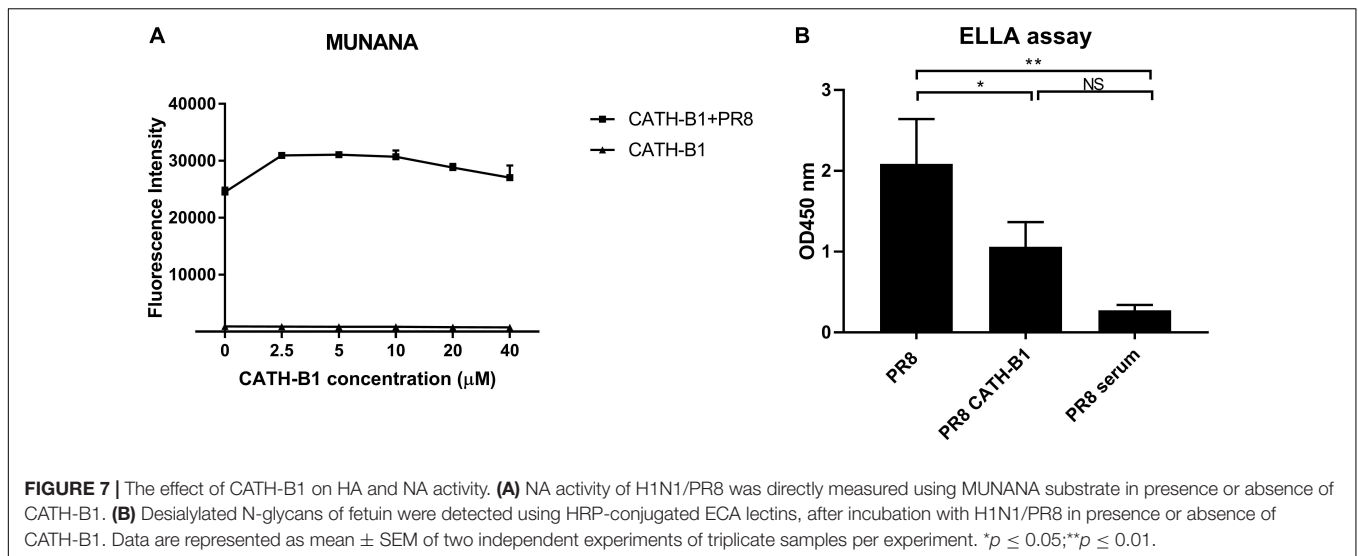 A
MUNANA
Fluorescence Intensity
40000
30000
20000
10000
0
2.5
5
10
20
40
CATH-B1 concentration (μM)
CATH-B1+PR8
CATH-B1
B
ELLA assay
**
*
NS
OD450 nm
3
2
1
0
PR8
PR8 CATH-B1
PR8 serum
FIGURE 7 | The effect of CATH-B1 on HA and NA activity. (A) NA activity of H1N1/PR8 was directly measured using MUNANA substrate in presence or absence of
CATH-B1. (B) Desialylated N-glycans of fetuin were detected using HRP-conjugated ECA lectins, after incubation with H1N1/PR8 in presence or absence of
CATH-B1. Data are represented as mean ± SEM of two independent experiments of triplicate samples per experiment. *p ≤ 0.05;**p ≤ 0.01.